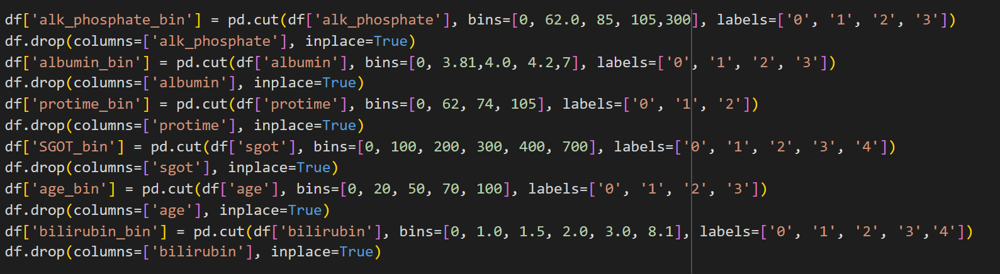 df['alk_phosphate_bin'] = pd.cut(df['alk_phosphate'], bins=[0, 62.0, 85, 105,300], labels=['0', '1', '2', '3'])
df.drop(columns=['alk_phosphate'], inplace=True)
df['albumin_bin'] = pd.cut(df['albumin'], bins=[0, 3.81,4.0, 4.2,7], labels=['0', '1', '2', '3'])
df.drop(columns=['albumin'], inplace=True)
df['protime_bin'] = pd.cut(df['protime'], bins=[0, 62, 74, 105], labels=['0', '1', '2'])
df.drop(columns=['protime'], inplace=True)
df['SGOT_bin'] = pd.cut(df['sgot'], bins=[0, 100, 200, 300, 400, 700], labels=['0', '1', '2', '3', '4'])
df.drop(columns=['sgot'], inplace=True)
df['age_bin'] = pd.cut(df['age'], bins=[0, 20, 50, 70, 100], labels=['0', '1', '2', '3'])
df.drop(columns=['age'], inplace=True)
df['bilirubin_bin'] = pd.cut(df['bilirubin'], bins=[0, 1.0, 1.5, 2.0, 3.0, 8.1], labels=['0', '1', '2', '3','4'])
df.drop(columns=['bilirubin'], inplace=True)